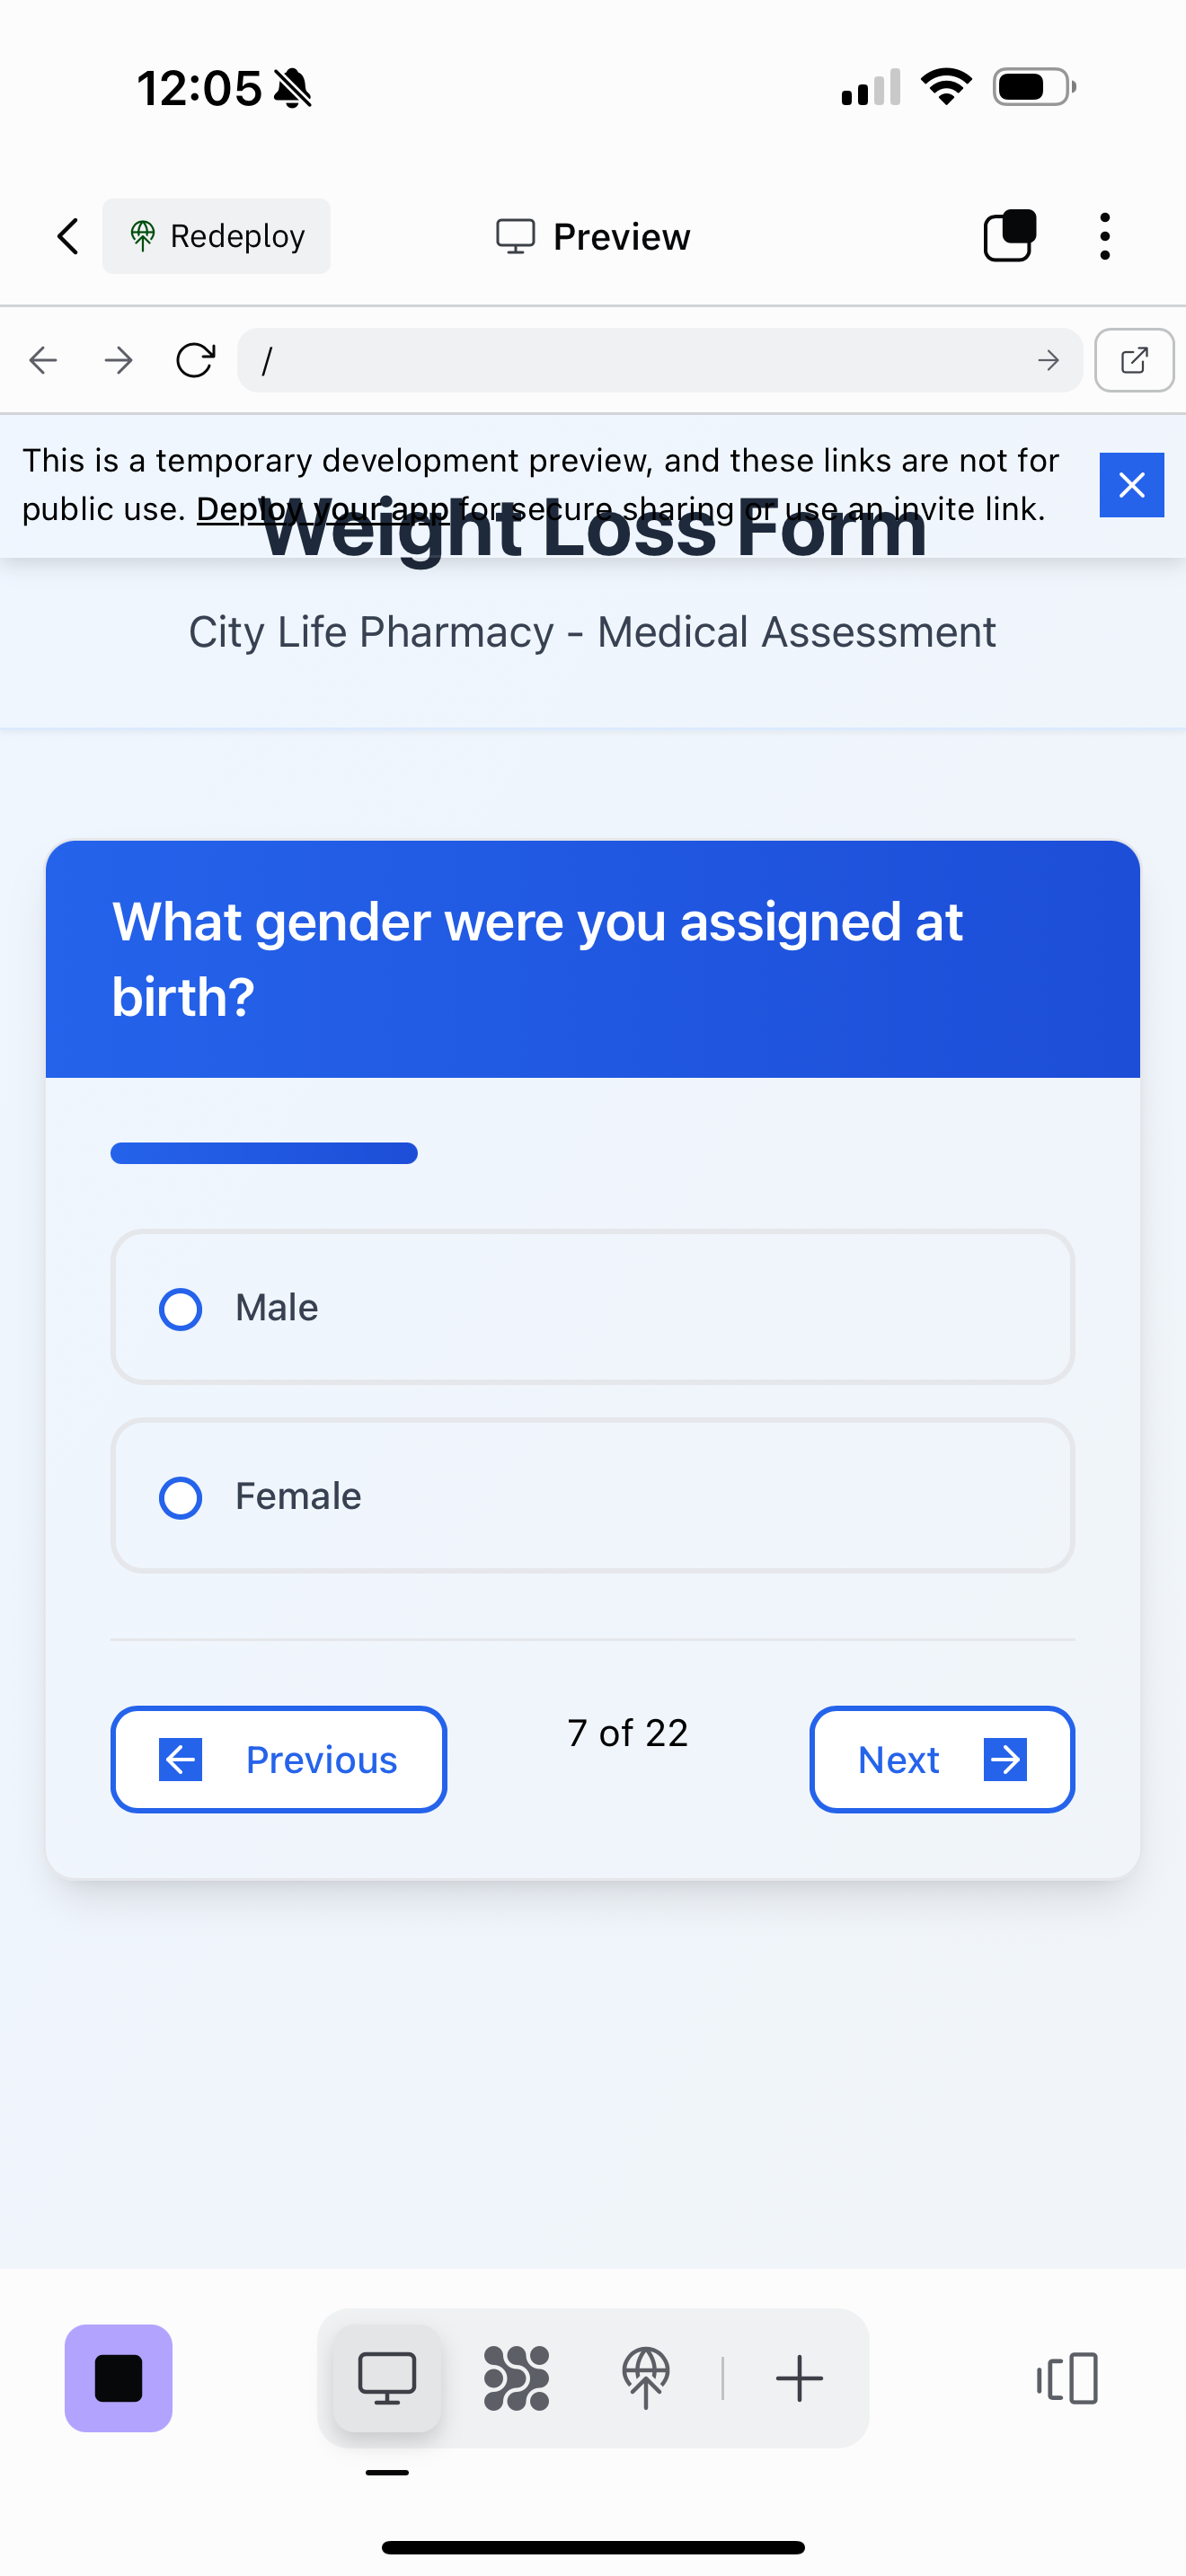 12:05
Redeploy
Preview
/
This is a temporary development preview, and these links are not for
public use. Deploy your app for secure sharing or use an invite link.
Weight Loss Form
City Life Pharmacy - Medical Assessment
What gender were you assigned at
birth?
Male
Female
Previous
7 of 22
Next